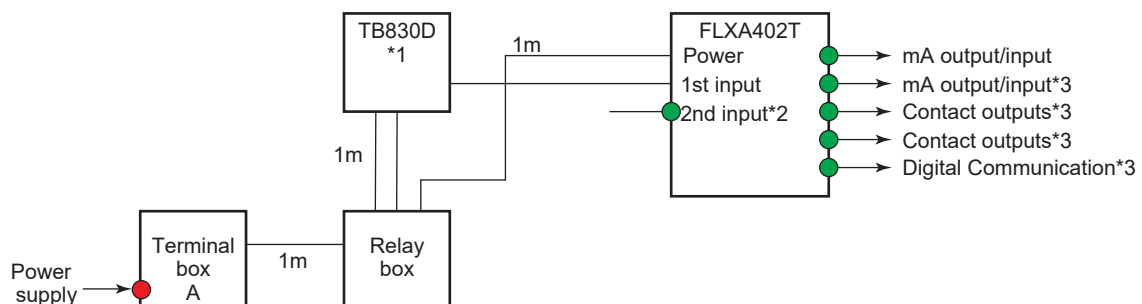 TB830D
*1
FLXA402T
1m
Power
mA output/input
1st input
mA output/input*3
2nd input*2
Contact outputs*3
Contact outputs*3
1m
Digital Communication*3
Terminal
box
A
Relay
box
1m
Power
supply